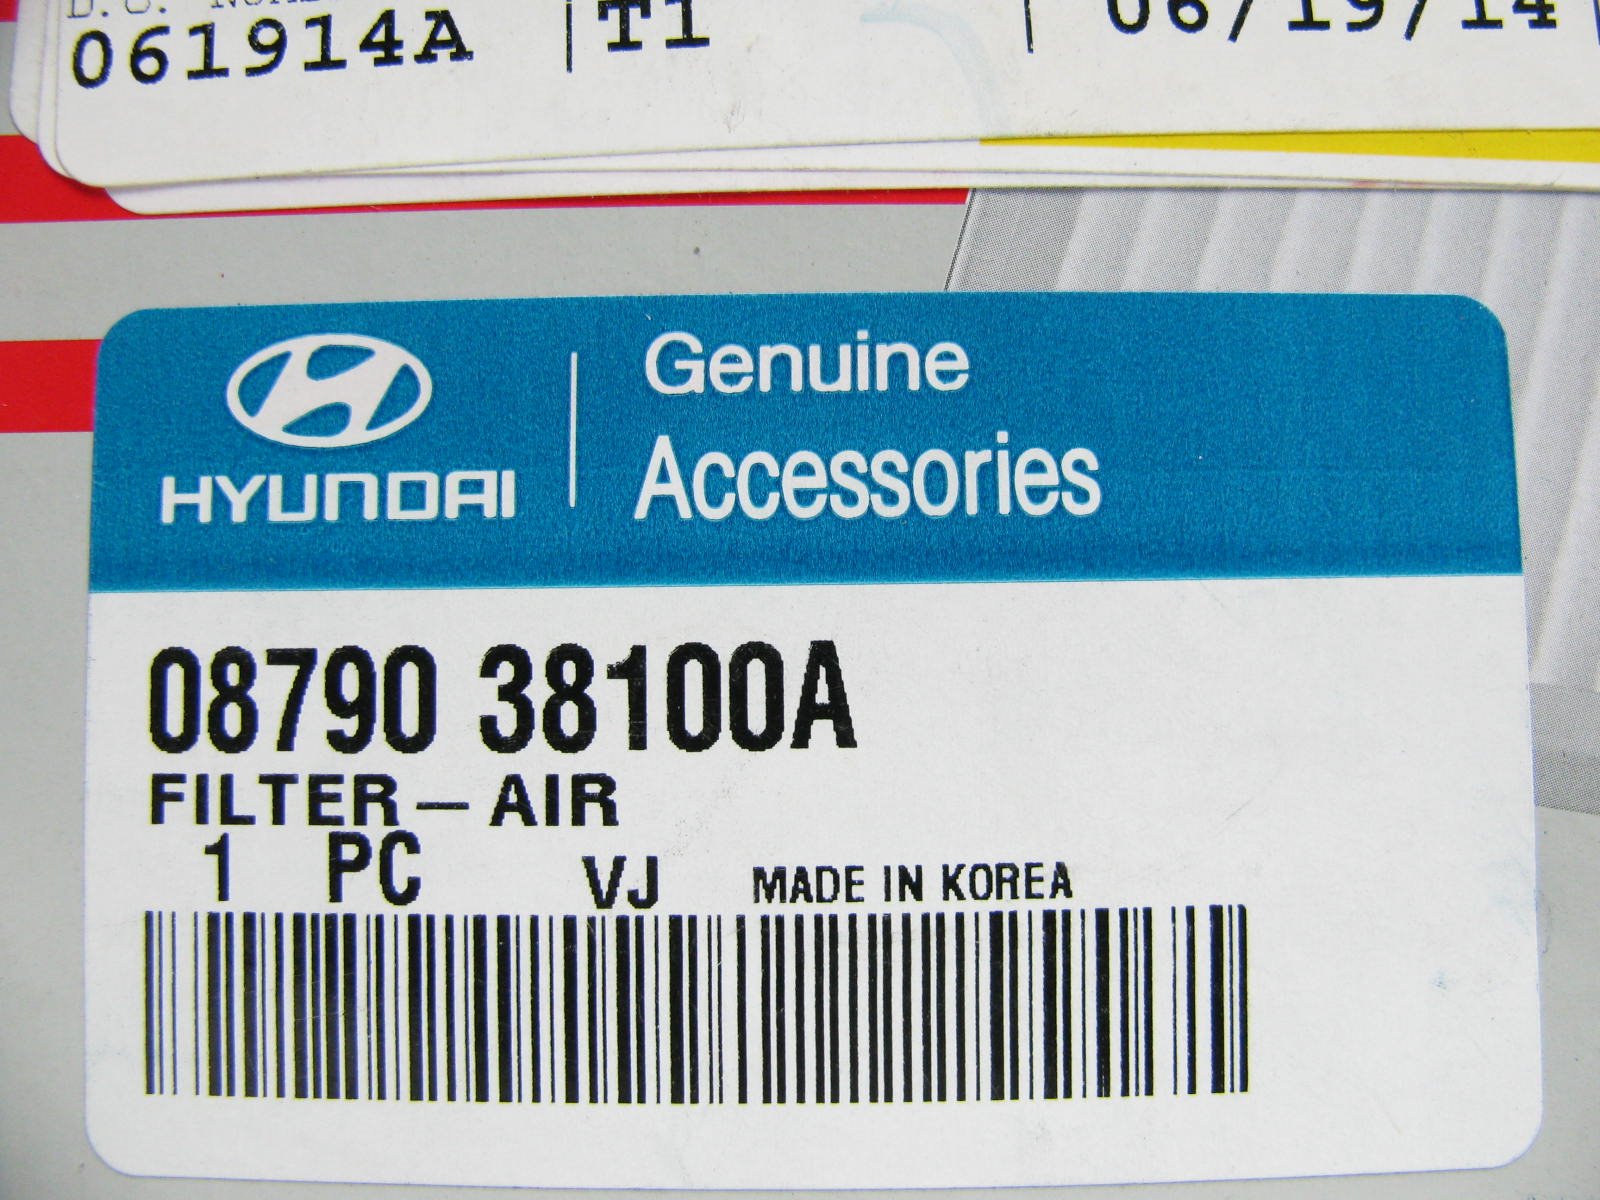 061914A T1 06/19/14
HYUNDAI
Genuine
Accessories
08790 38100A
FILTER-AIR
1 PC VJ MADE IN KOREA